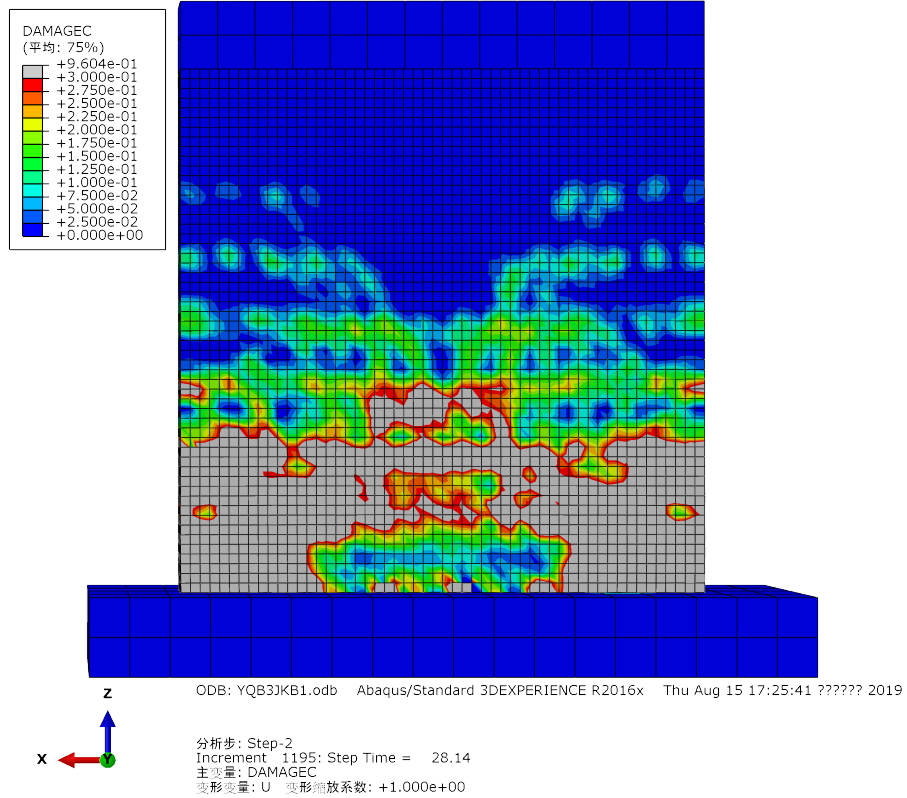 DAMAGEC
(平均: 75%)
+9.604e-01
+3.000e-01
+2.750e-01
+2.500e-01
+2.250e-01
+2.000e-01
+1.750e-01
+1.500e-01
+1.250e-01
+1.000e-01
+7.500e-02
+5.000e-02
+2.500e-02
+0.000e+00
ODB: YQB3JKB1.odb Abaqus/Standard 3DEXPERIENCE R2016x Thu Aug 15 17:25:41 ?????? 2019
Z
X
Y
分析步: Step-2
Increment 1195: Step Time = 28.14
主变量: DAMAGEC
变形变量: U 变形缩放系数: +1.000e+00